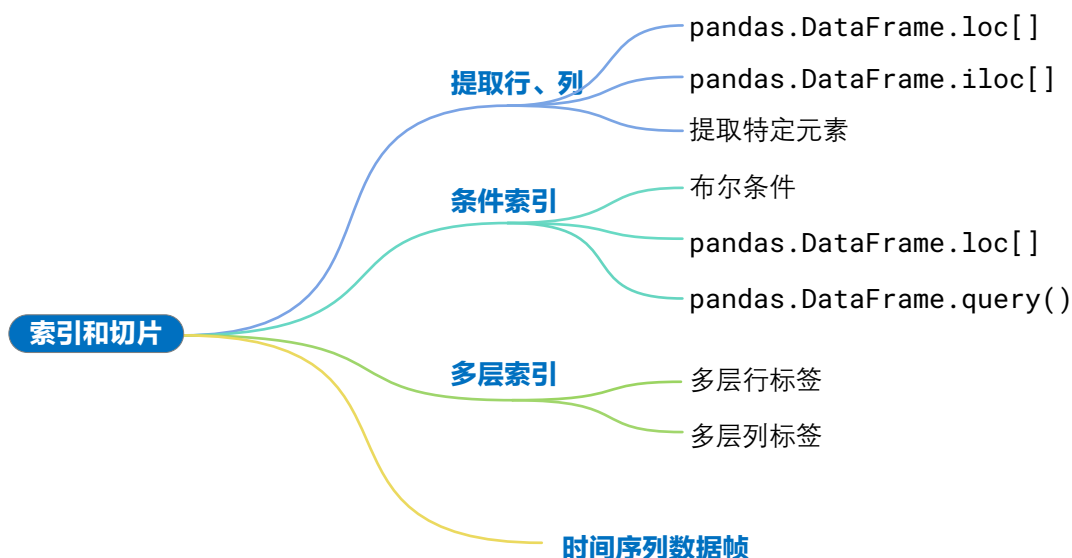 索引和切片
提取行、列
pandas.DataFrame.loc[]
pandas.DataFrame.iloc[]
提取特定元素
条件索引
布尔条件
pandas.DataFrame.loc[]
pandas.DataFrame.query()
多层索引
多层行标签
多层列标签
时间序列数据帧